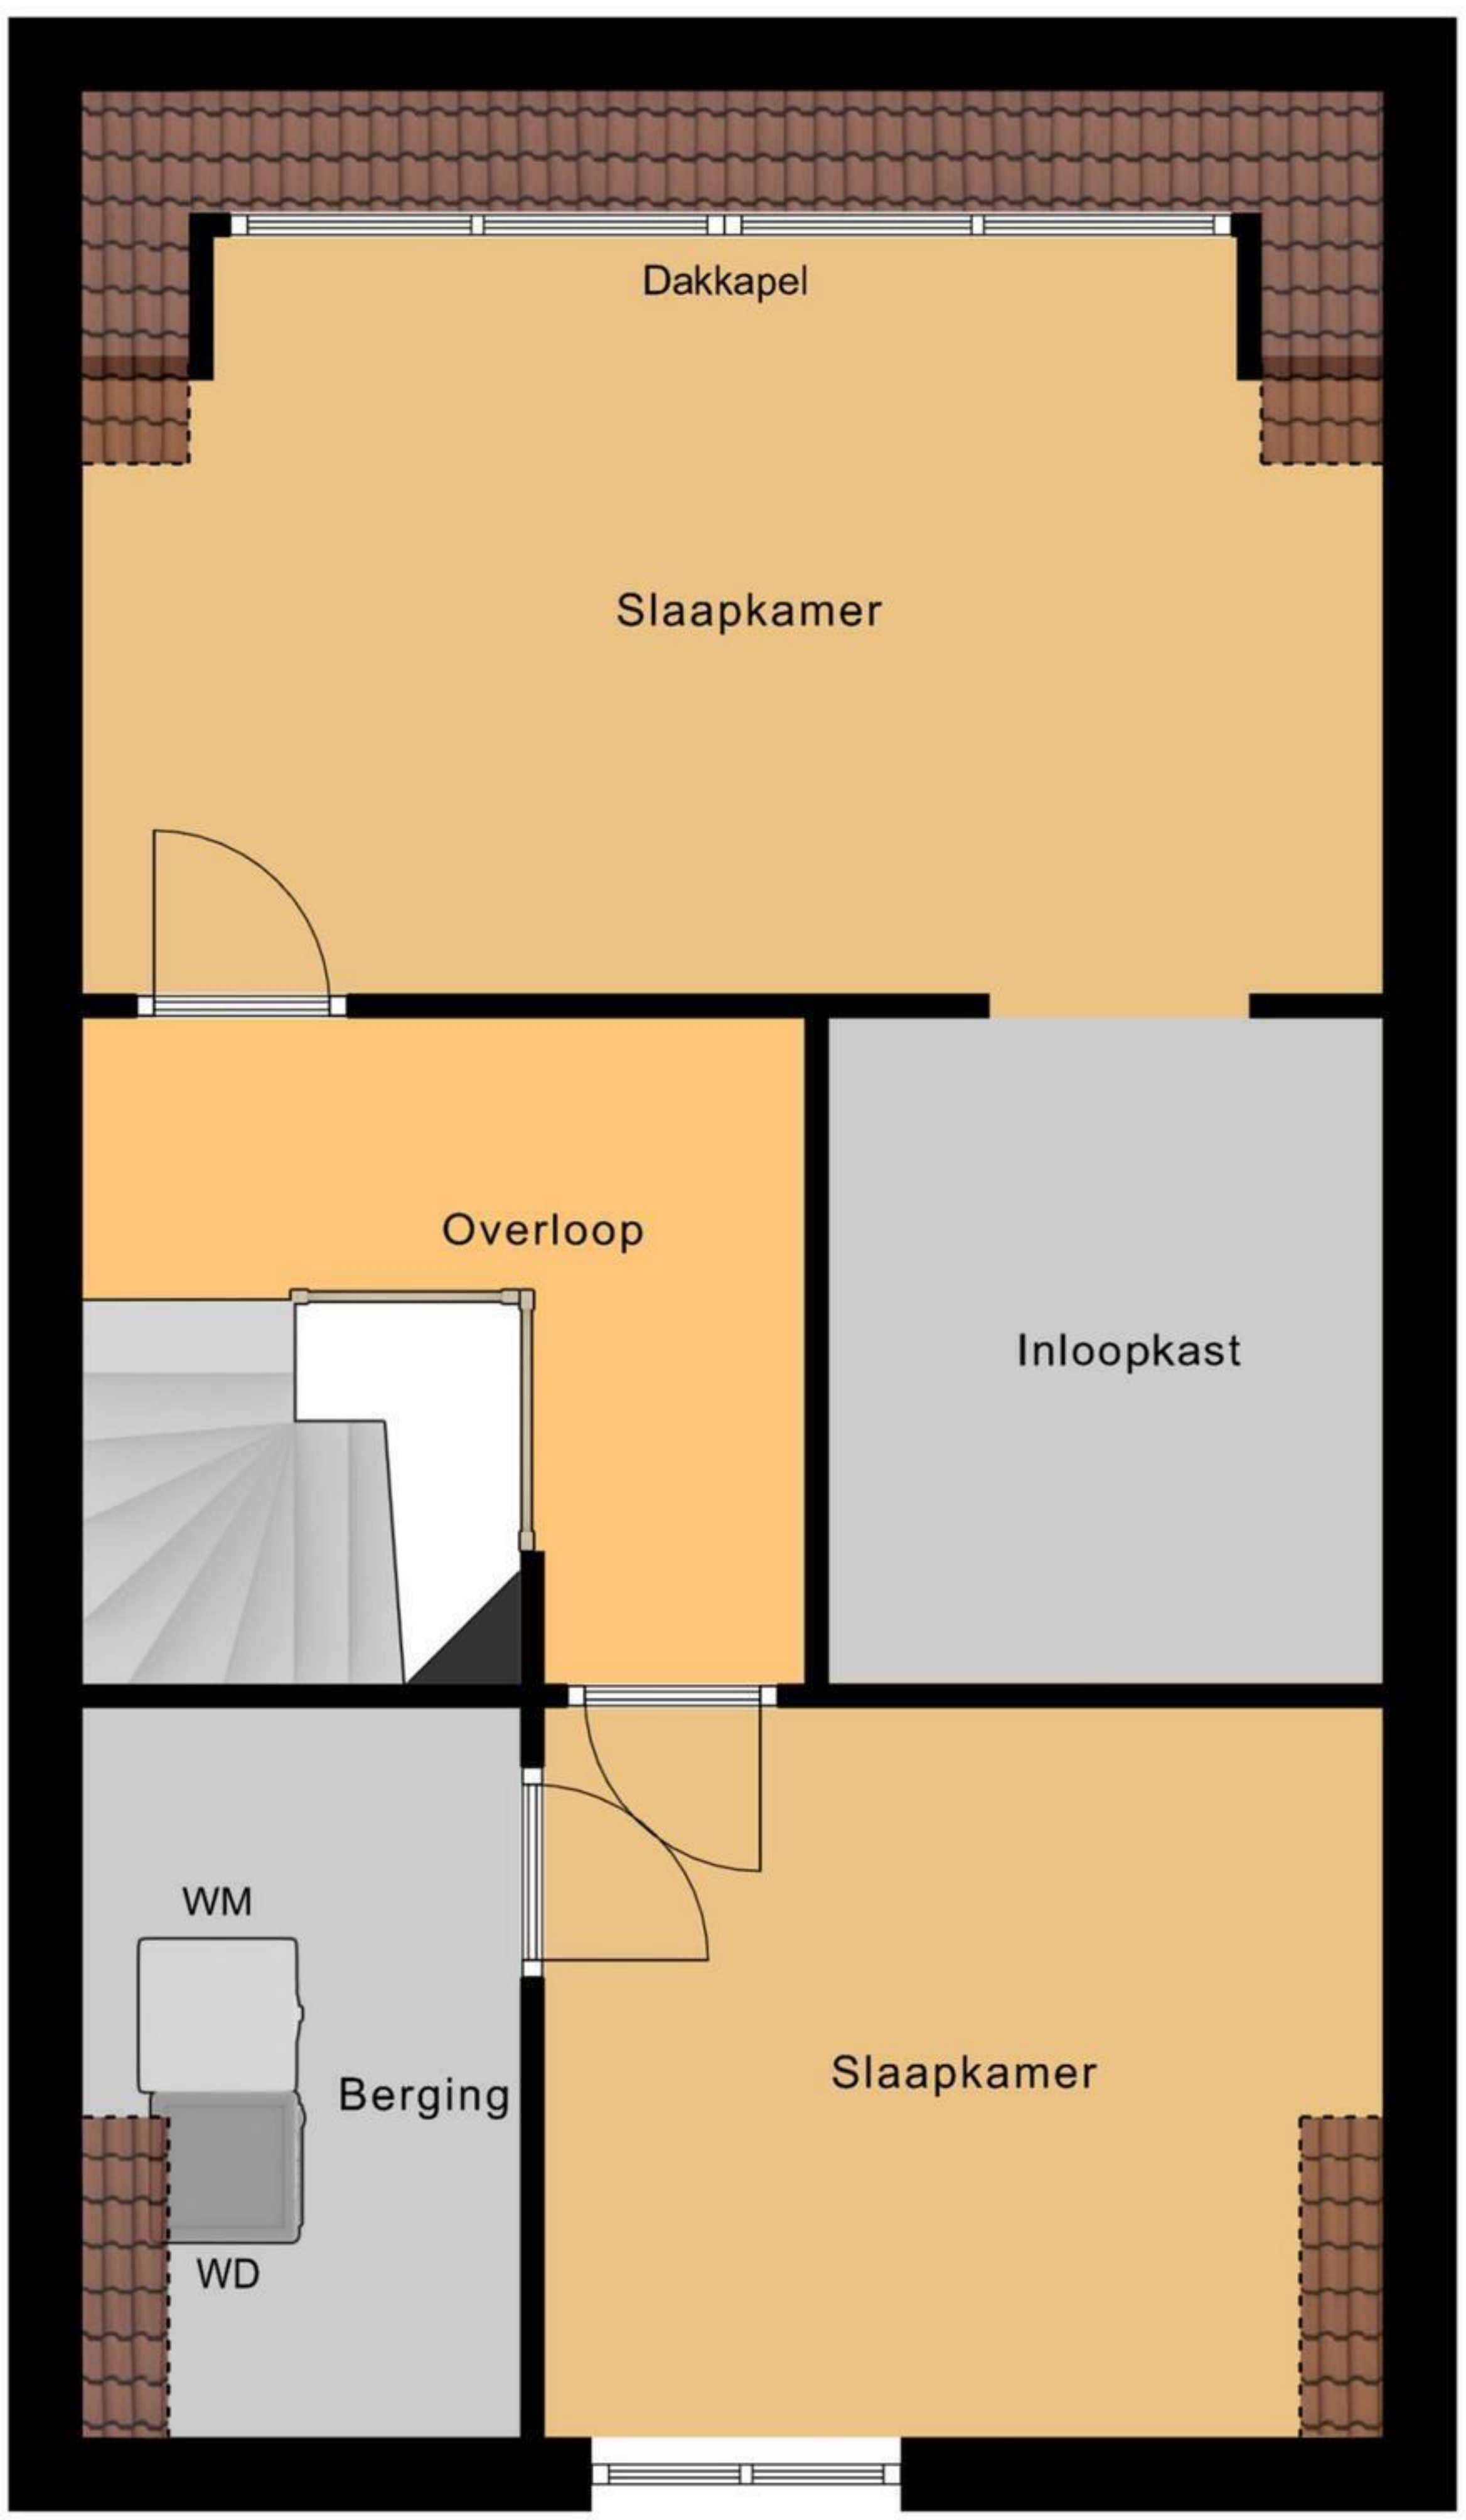 Dakkapel
Slaapkamer
Overloop
Inloopkast
WM
Slaapkamer
Berging
WD